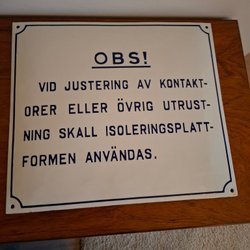 OBS!
VID JUSTERING AV KONTAKT-
ORER ELLER ÖVRIG UTRUST-
NING SKALL ISOLERINGSPLATT-
FORMEN ANVÄNDAS.